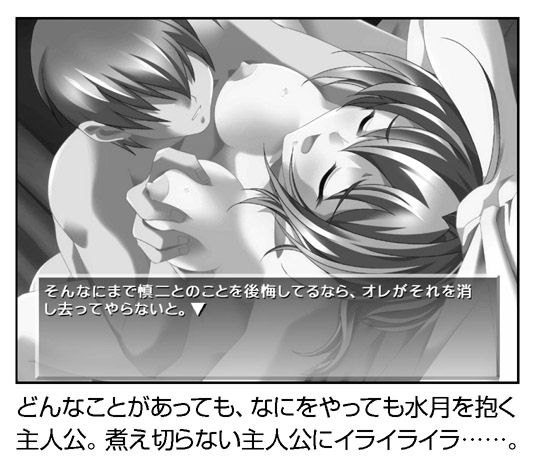 そんなにまで慎二とのことを後悔してるなら、オレがそれを消
し去ってやらないと。▼
どんなことがあっても、なにをやっても水月を抱く
主人公。煮え切らない主人公にイライライラ……。